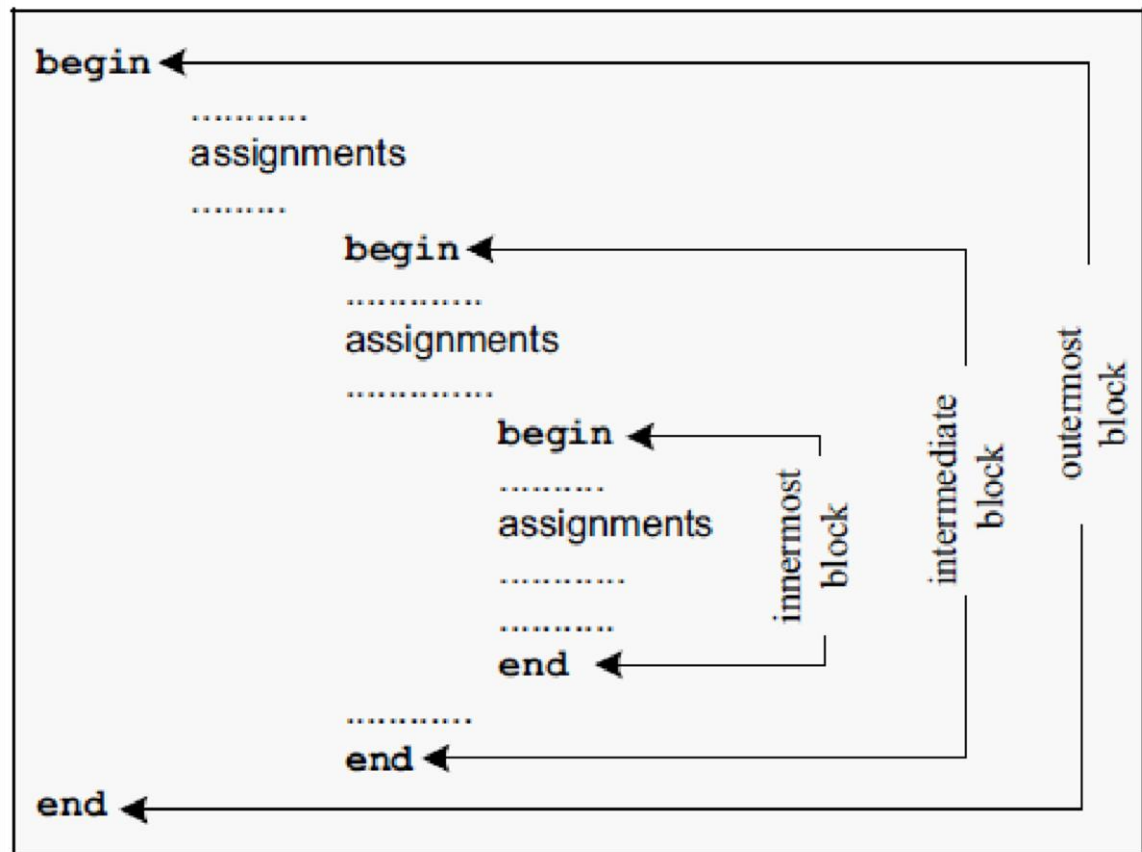 begin
...........
assignments
.........
begin
.............
assignments
..............
begin
..........
assignments
............
...........
end
............
end
end
innermost
block
intermediate
block
outermost
block